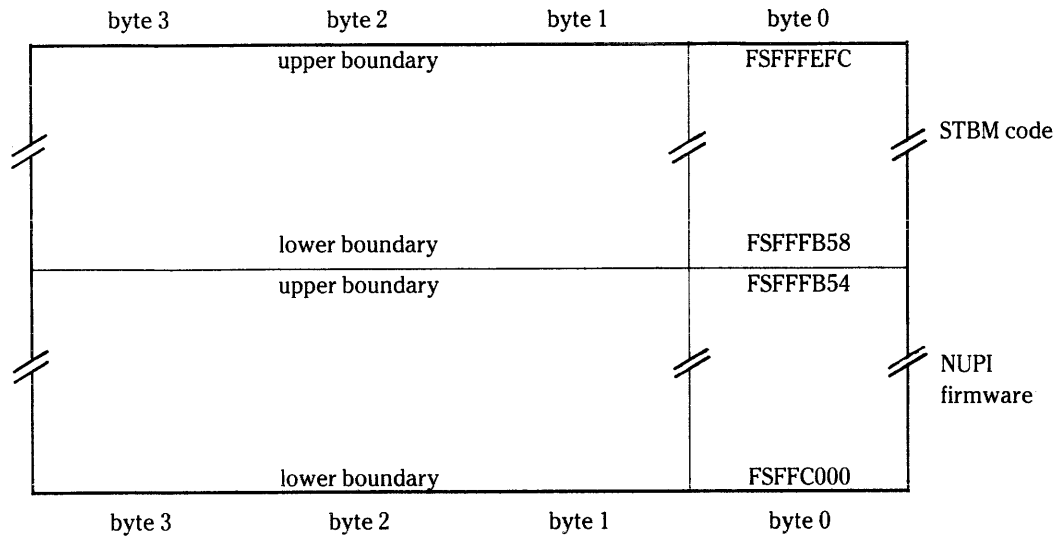 byte 3 byte 2 byte 1 byte 0
upper boundary FSFFFEFC
STBM code
lower boundary FSFFFB58
upper boundary FSFFFB54
NUPI
firmware
lower boundary FSFFC000
byte 3 byte 2 byte 1 byte 0